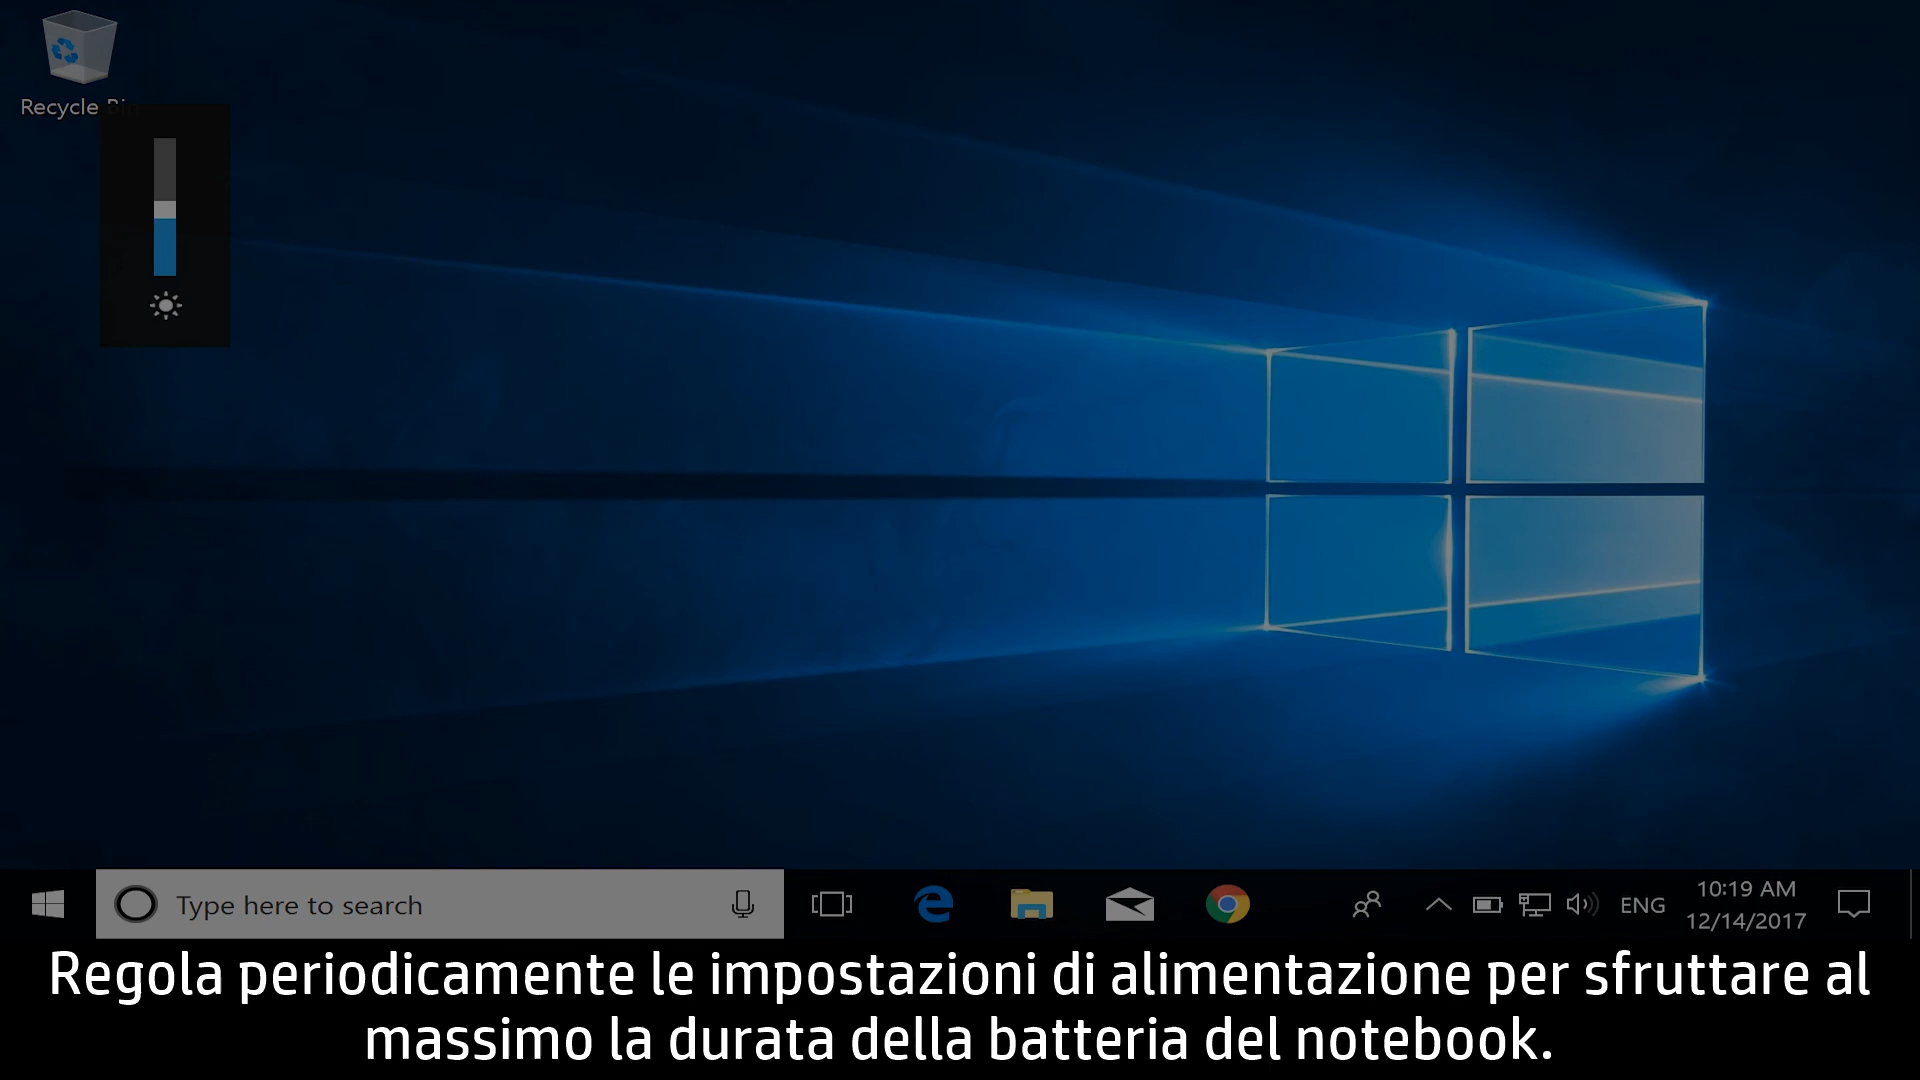 Recycle Bin
Type here to search
ENG
10:19 AM
12/14/2017
Regola periodicamente le impostazioni di alimentazione per sfruttare al
massimo la durata della batteria del notebook.